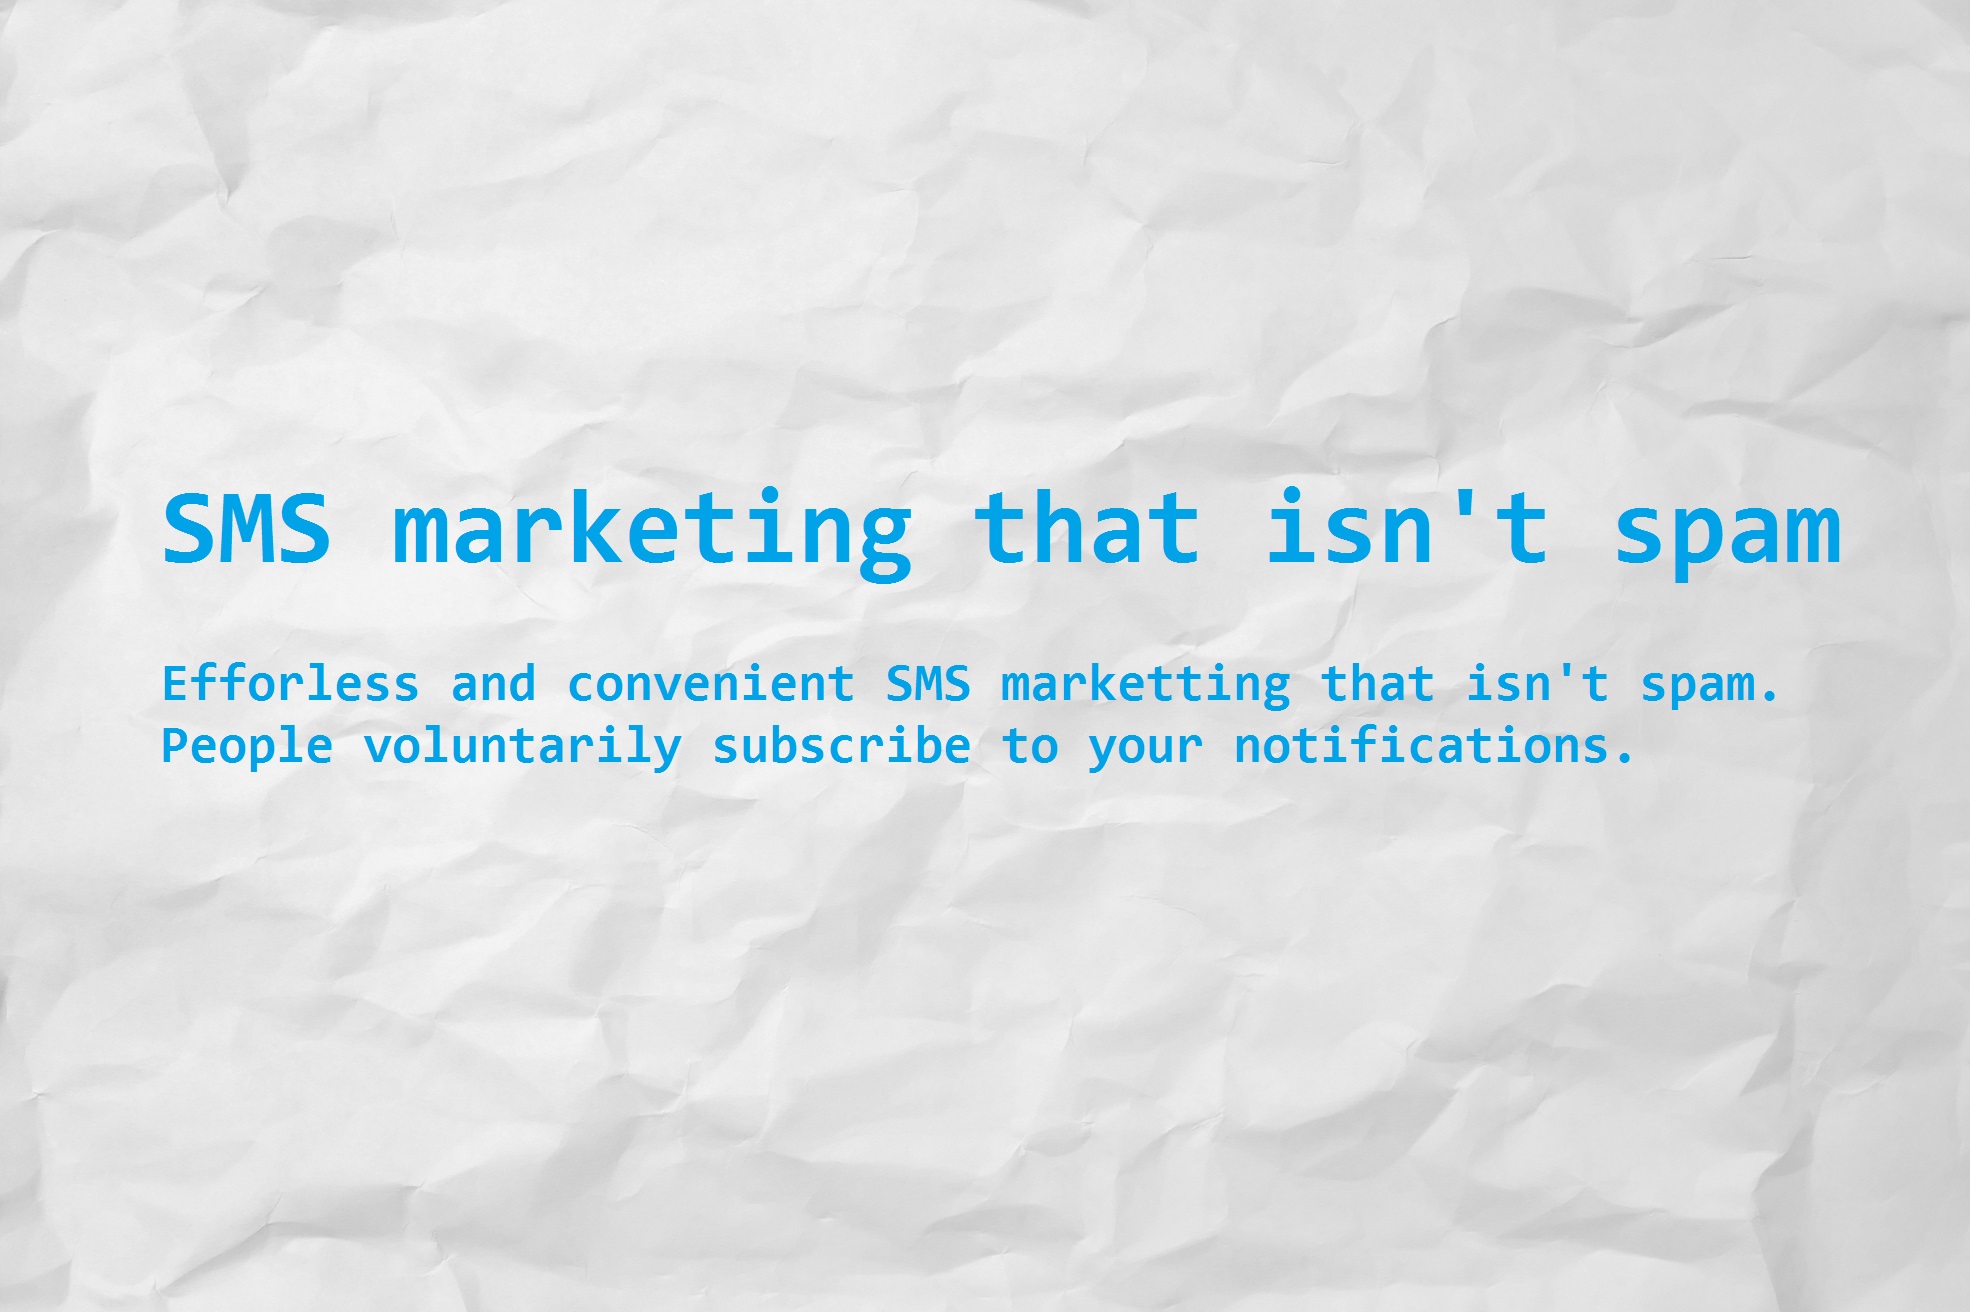 SMS marketing that isn't spam
Efforless and convenient SMS marketting that isn't spam.
People voluntarily subscribe to your notifications.